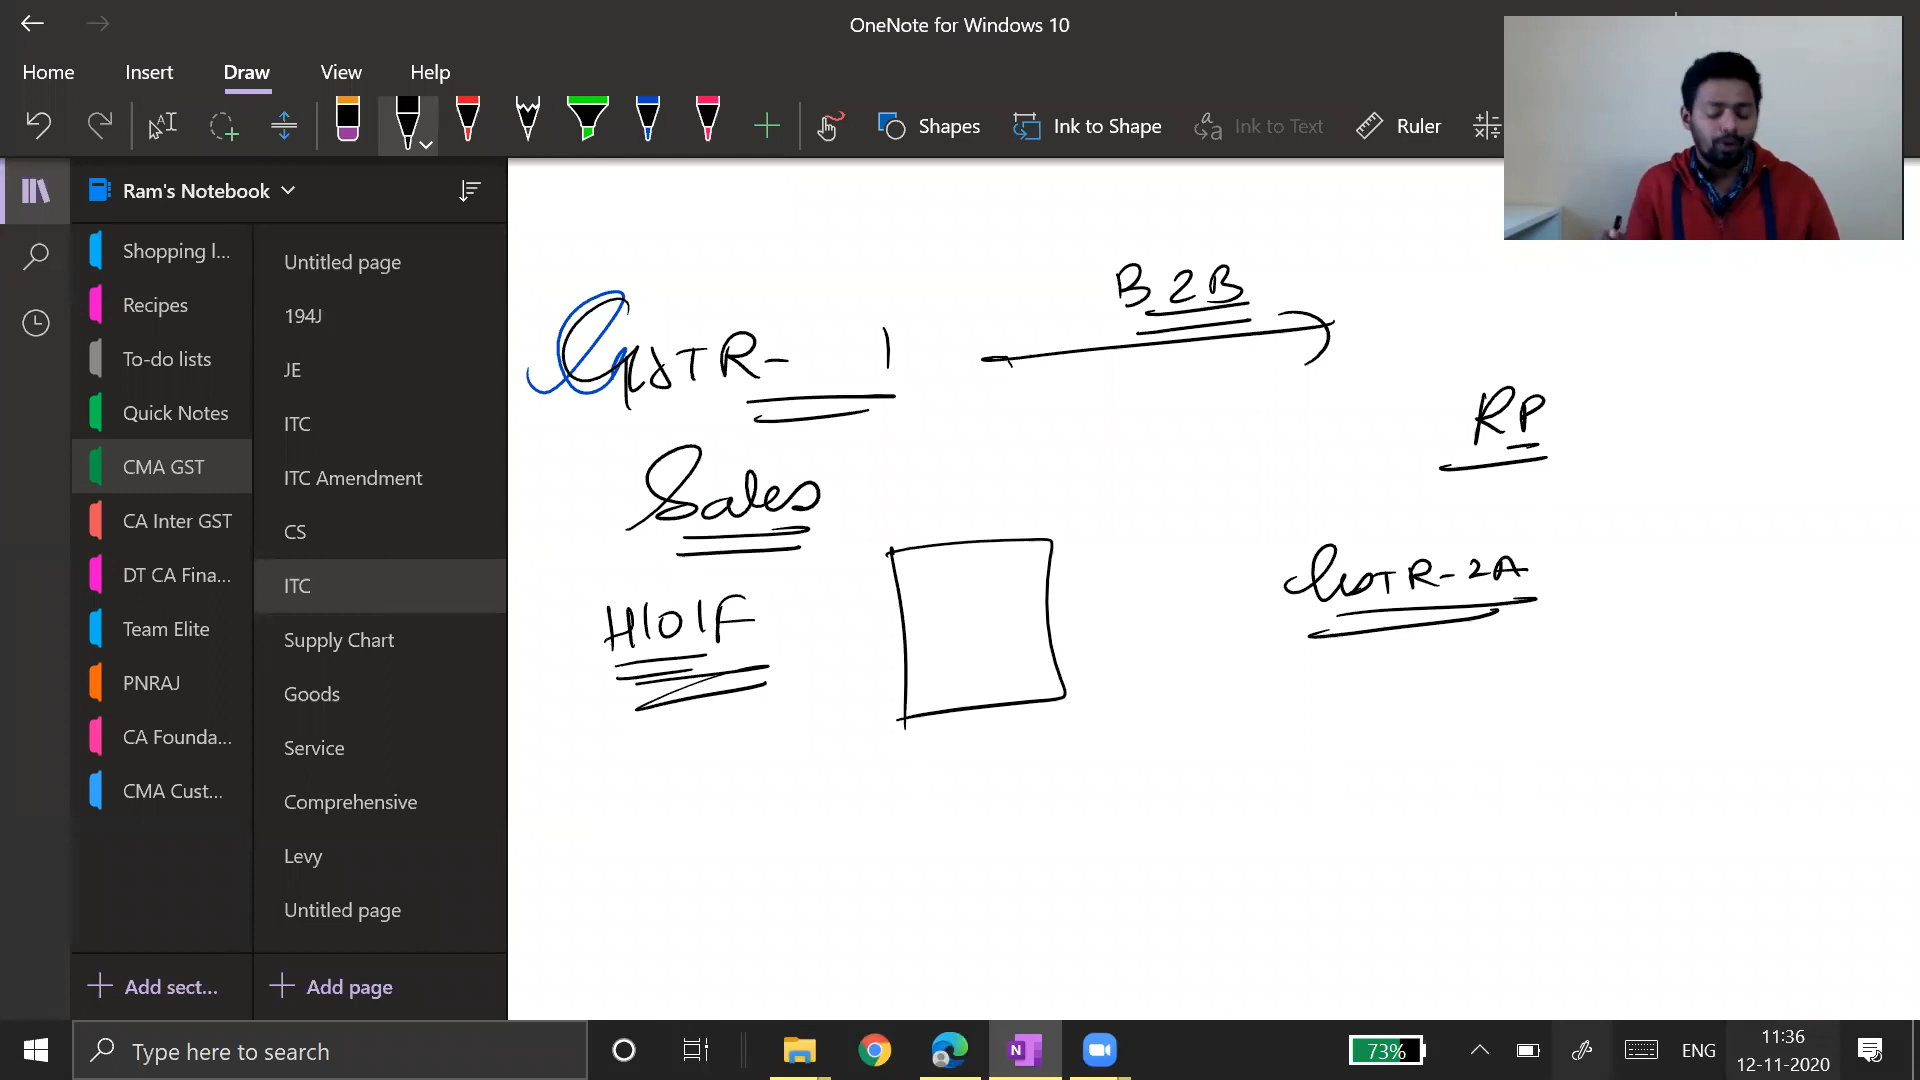 OneNote for Windows 10
Home Insert Draw View Help
Shapes Ink to Shape Ink to Text Ruler
Ram's Notebook
Shopping l...
Recipes
To-do lists
Quick Notes
CMA GST
CA Inter GST
DT CA Fina...
Team Elite
PNRAJ
CA Founda...
CMA Cust...
Add sect...
Untitled page
194J
JE
ITC
ITC Amendment
CS
ITC
Supply Chart
Goods
Service
Comprehensive
Levy
Untitled page
Add page
B2B
GSTR- 1
RP
Sales
GSTR-2A
H101F
Type here to search
N
73%
ENG
11:36
12-11-2020